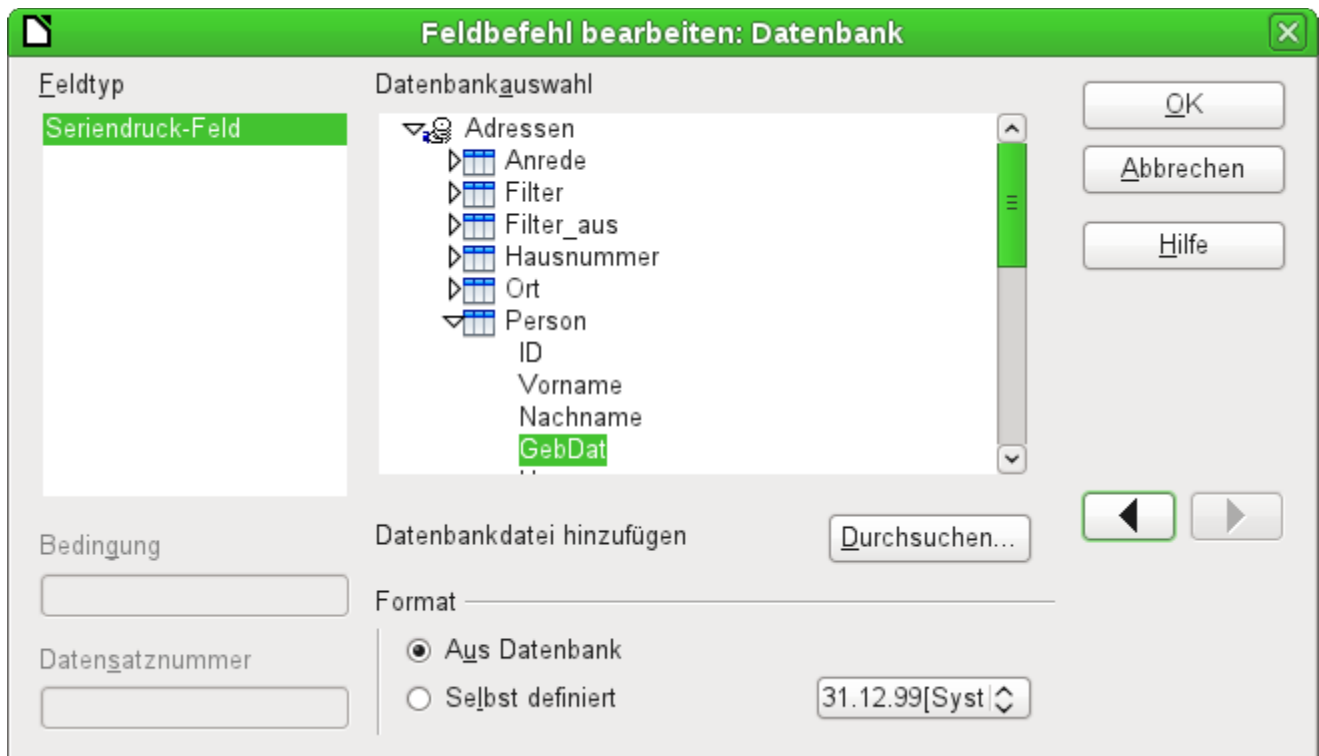 Feldbefehl bearbeiten: Datenbank
Feldtyp
Seriendruck-Feld
Datenbankauswahl
Adressen
Anrede
Filter
Filter_aus
Hausnummer
Ort
Person
ID
Vorname
Nachname
GebDat
OK
Abbrechen
Hilfe
Bedingung
Datensatznummer
Datenbankdatei hinzufügen
Durchsuchen...
Format
Aus Datenbank
Selbst definiert
31.12.99[Syst